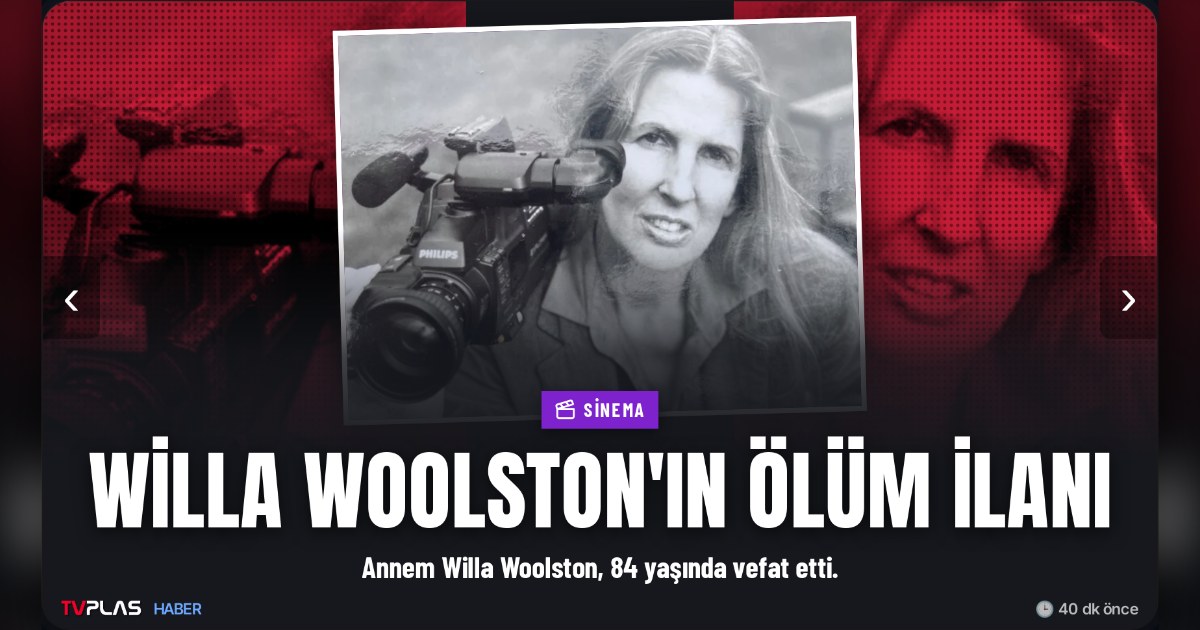 PHILIPS
SİNEMA
WİLLA WOOLSTON'IN ÖLÜM İLANI
Annem Willa Woolston, 84 yaşında vefat etti.
TVPLAS HABER
40 dk önce